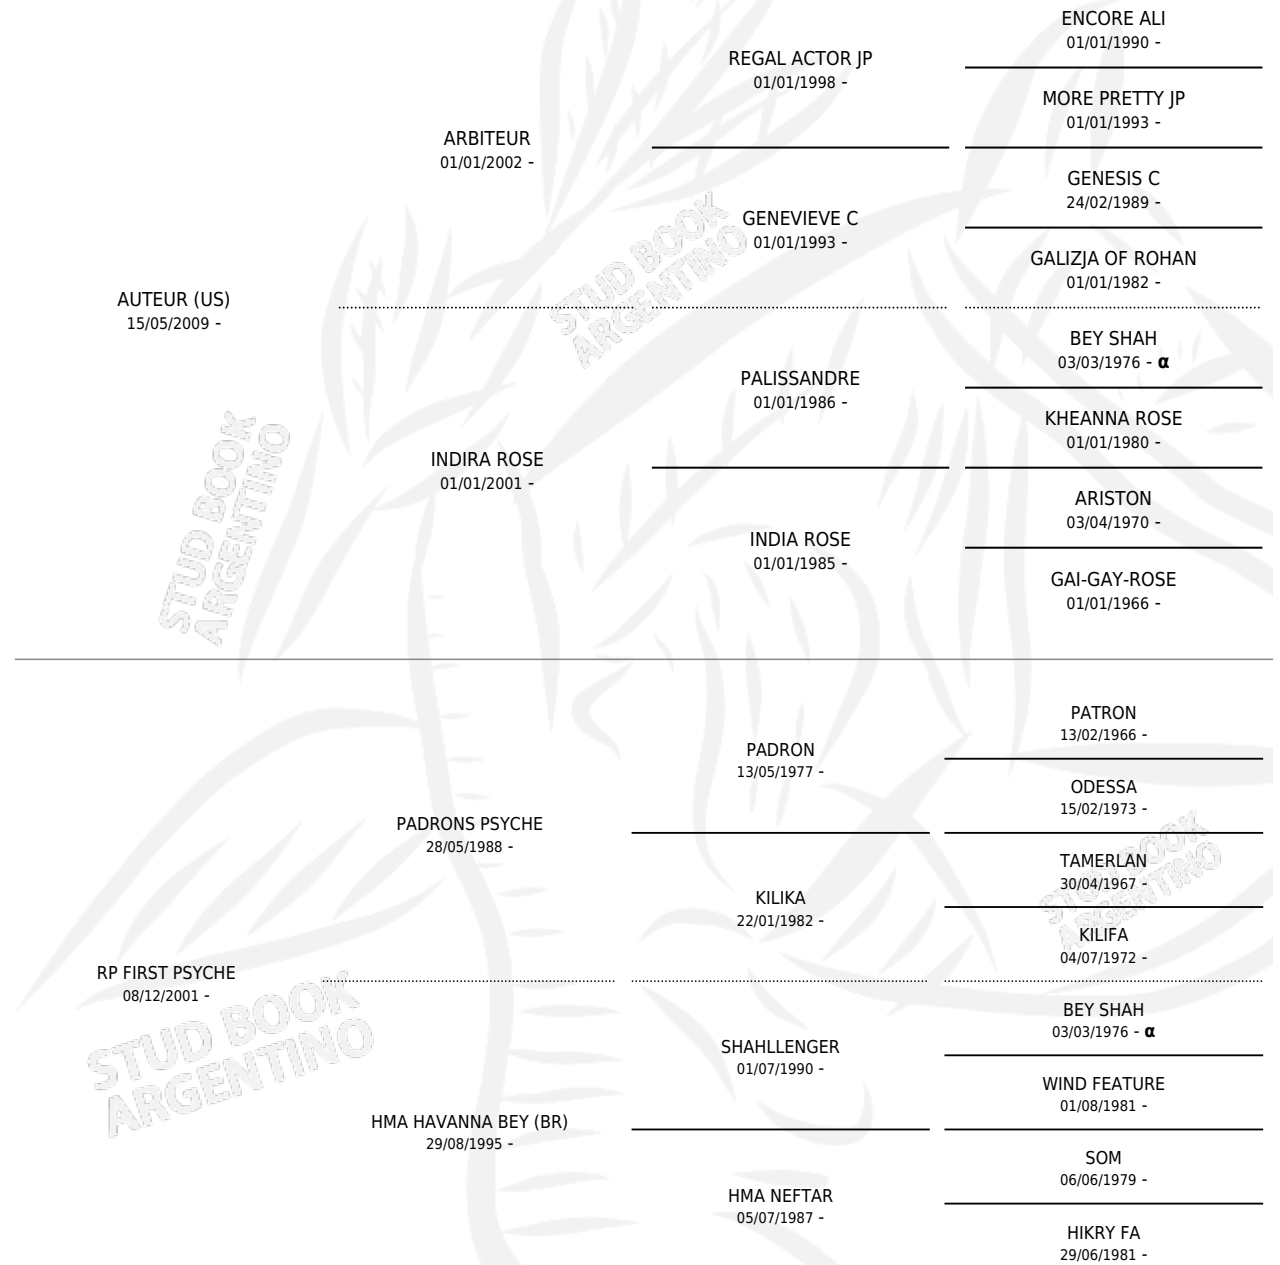 ENCORE ALI
01/01/1990 -
REGAL ACTOR JP
01/01/1998 -
MORE PRETTY JP
01/01/1993 -
ARBITEUR
01/01/2002 -
GENESIS C
24/02/1989 -
GENEVIEVE C
01/01/1993 -
GALIZJA OF ROHAN
01/01/1982 -
AUTEUR (US)
15/05/2009 -
BEY SHAH
03/03/1976 - α
PALISSANDRE
01/01/1986 -
KHEANNA ROSE
01/01/1980 -
INDIRA ROSE
01/01/2001 -
ARISTON
03/04/1970 -
INDIA ROSE
01/01/1985 -
GAI-GAY-ROSE
01/01/1966 -
PATRON
13/02/1966 -
PADRON
13/05/1977 -
ODESSA
15/02/1973 -
PADRONS PSYCHE
28/05/1988 -
TAMERLAN
30/04/1967 -
KILIKA
22/01/1982 -
KILIFA
04/07/1972 -
RP FIRST PSYCHE
08/12/2001 -
BEY SHAH
03/03/1976 - α
SHAHLLENGER
01/07/1990 -
WIND FEATURE
01/08/1981 -
HMA HAVANNA BEY (BR)
29/08/1995 -
SOM
06/06/1979 -
HMA NEFTAR
05/07/1987 -
HIKRY FA
29/06/1981 -
STUD BOOK
ARGENTINO
STUD BOOK
ARGENTINO
STUD BOOK
ARGENTINO
STUD BOOK
ARGENTINO